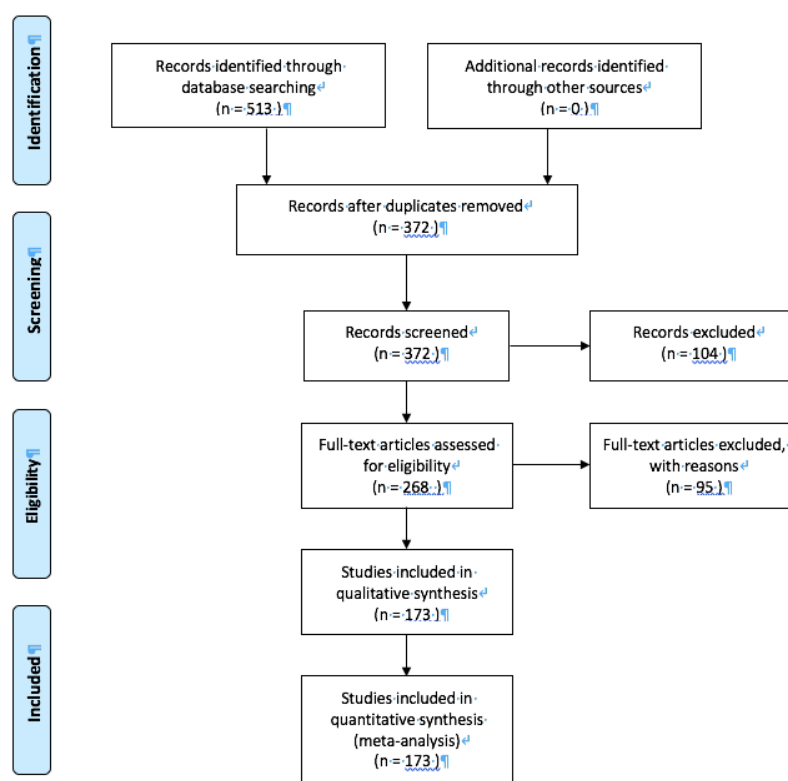 Identification¶
Records·identified·through·
database·searching↵
(n·=·513·)¶
Additional·records·identified·
through·other·sources↵
(n·=·0·)¶
Screening¶
Records·after·duplicates·removed↵
(n·=·372·)¶
Records·screened↵
(n·=·372·)¶
Records·excluded↵
(n·=·104·)¶
Eligibility¶
Full-text·articles·assessed·
for·eligibility↵
(n·=·268··)¶
Full-text·articles·excluded,·
with·reasons↵
(n·=·95·)¶
Studies·included·in·
qualitative·synthesis↵
(n·=·173·)¶
Included¶
Studies·included·in·
quantitative·synthesis·
(meta-analysis)↵
(n·=·173·)¶